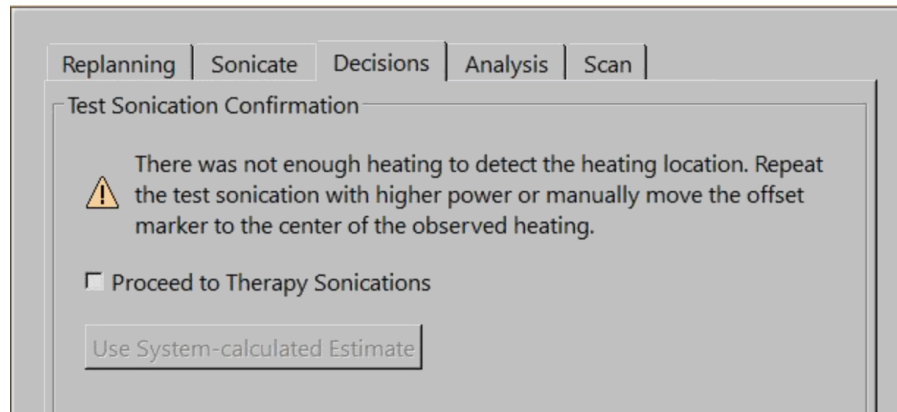 Replanning Sonicate Decisions Analysis Scan
Test Sonication Confirmation
There was not enough heating to detect the heating location. Repeat
the test sonication with higher power or manually move the offset
marker to the center of the observed heating.
Proceed to Therapy Sonications
Use System-calculated Estimate